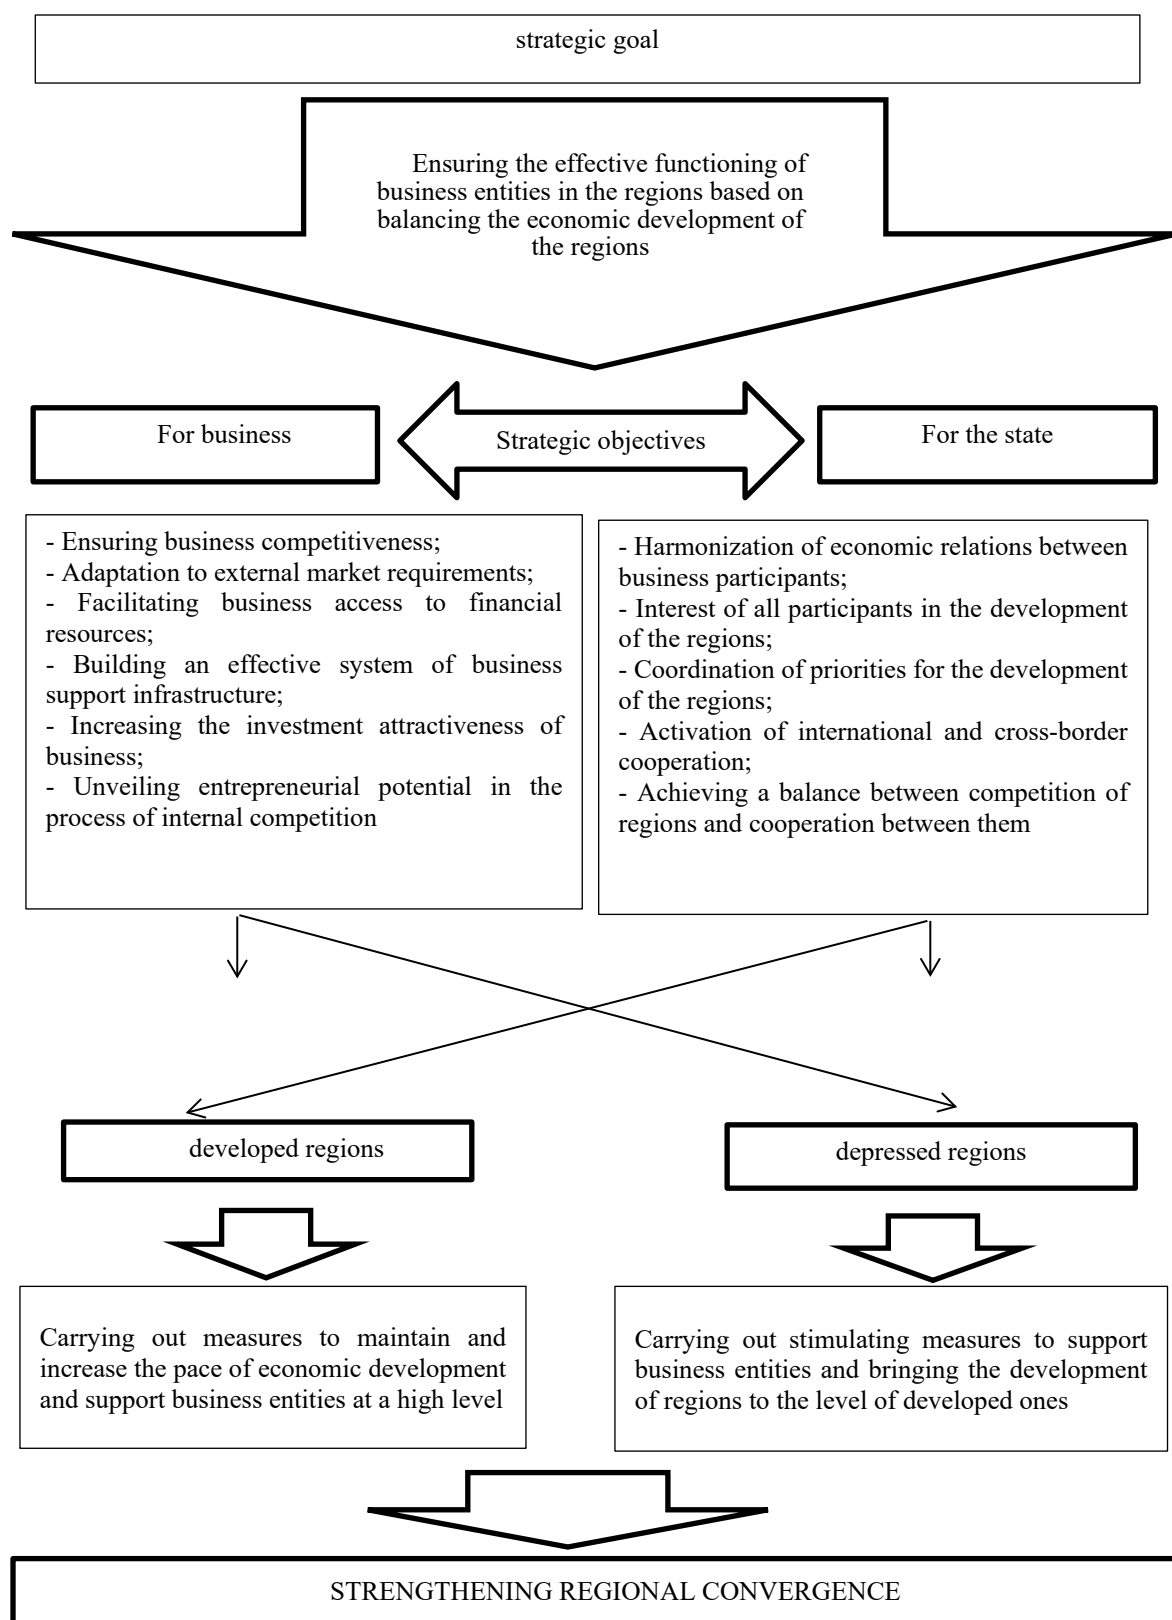 strategic goal
Ensuring the effective functioning of
business entities in the regions based on
balancing the economic development of
the regions
For business
Strategic objectives
For the state
- Ensuring business competitiveness;
- Adaptation to external market requirements;
- Facilitating business access to financial
resources;
- Building an effective system of business
support infrastructure;
- Increasing the investment attractiveness of
business;
- Unveiling entrepreneurial potential in the
process of internal competition
- Harmonization of economic relations between
business participants;
- Interest of all participants in the development
of the regions;
- Coordination of priorities for the development
of the regions;
- Activation of international and cross-border
cooperation;
- Achieving a balance between competition of
regions and cooperation between them
developed regions
depressed regions
Carrying out measures to maintain and
increase the pace of economic development
and support business entities at a high level
Carrying out stimulating measures to support
business entities and bringing the development
of regions to the level of developed ones
STRENGTHENING REGIONAL CONVERGENCE